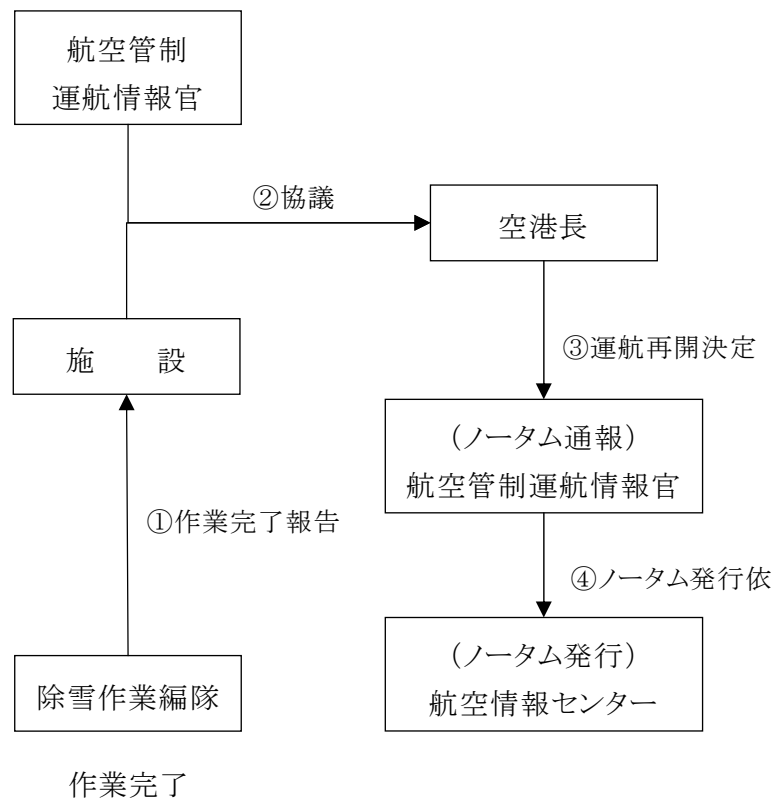 航空管制
運航情報官
②協議
空港長
施　　設
③運航再開決定
(ノータム通報)
航空管制運航情報官
①作業完了報告
④ノータム発行依
(ノータム発行)
航空情報センター
除雪作業編隊
作業完了